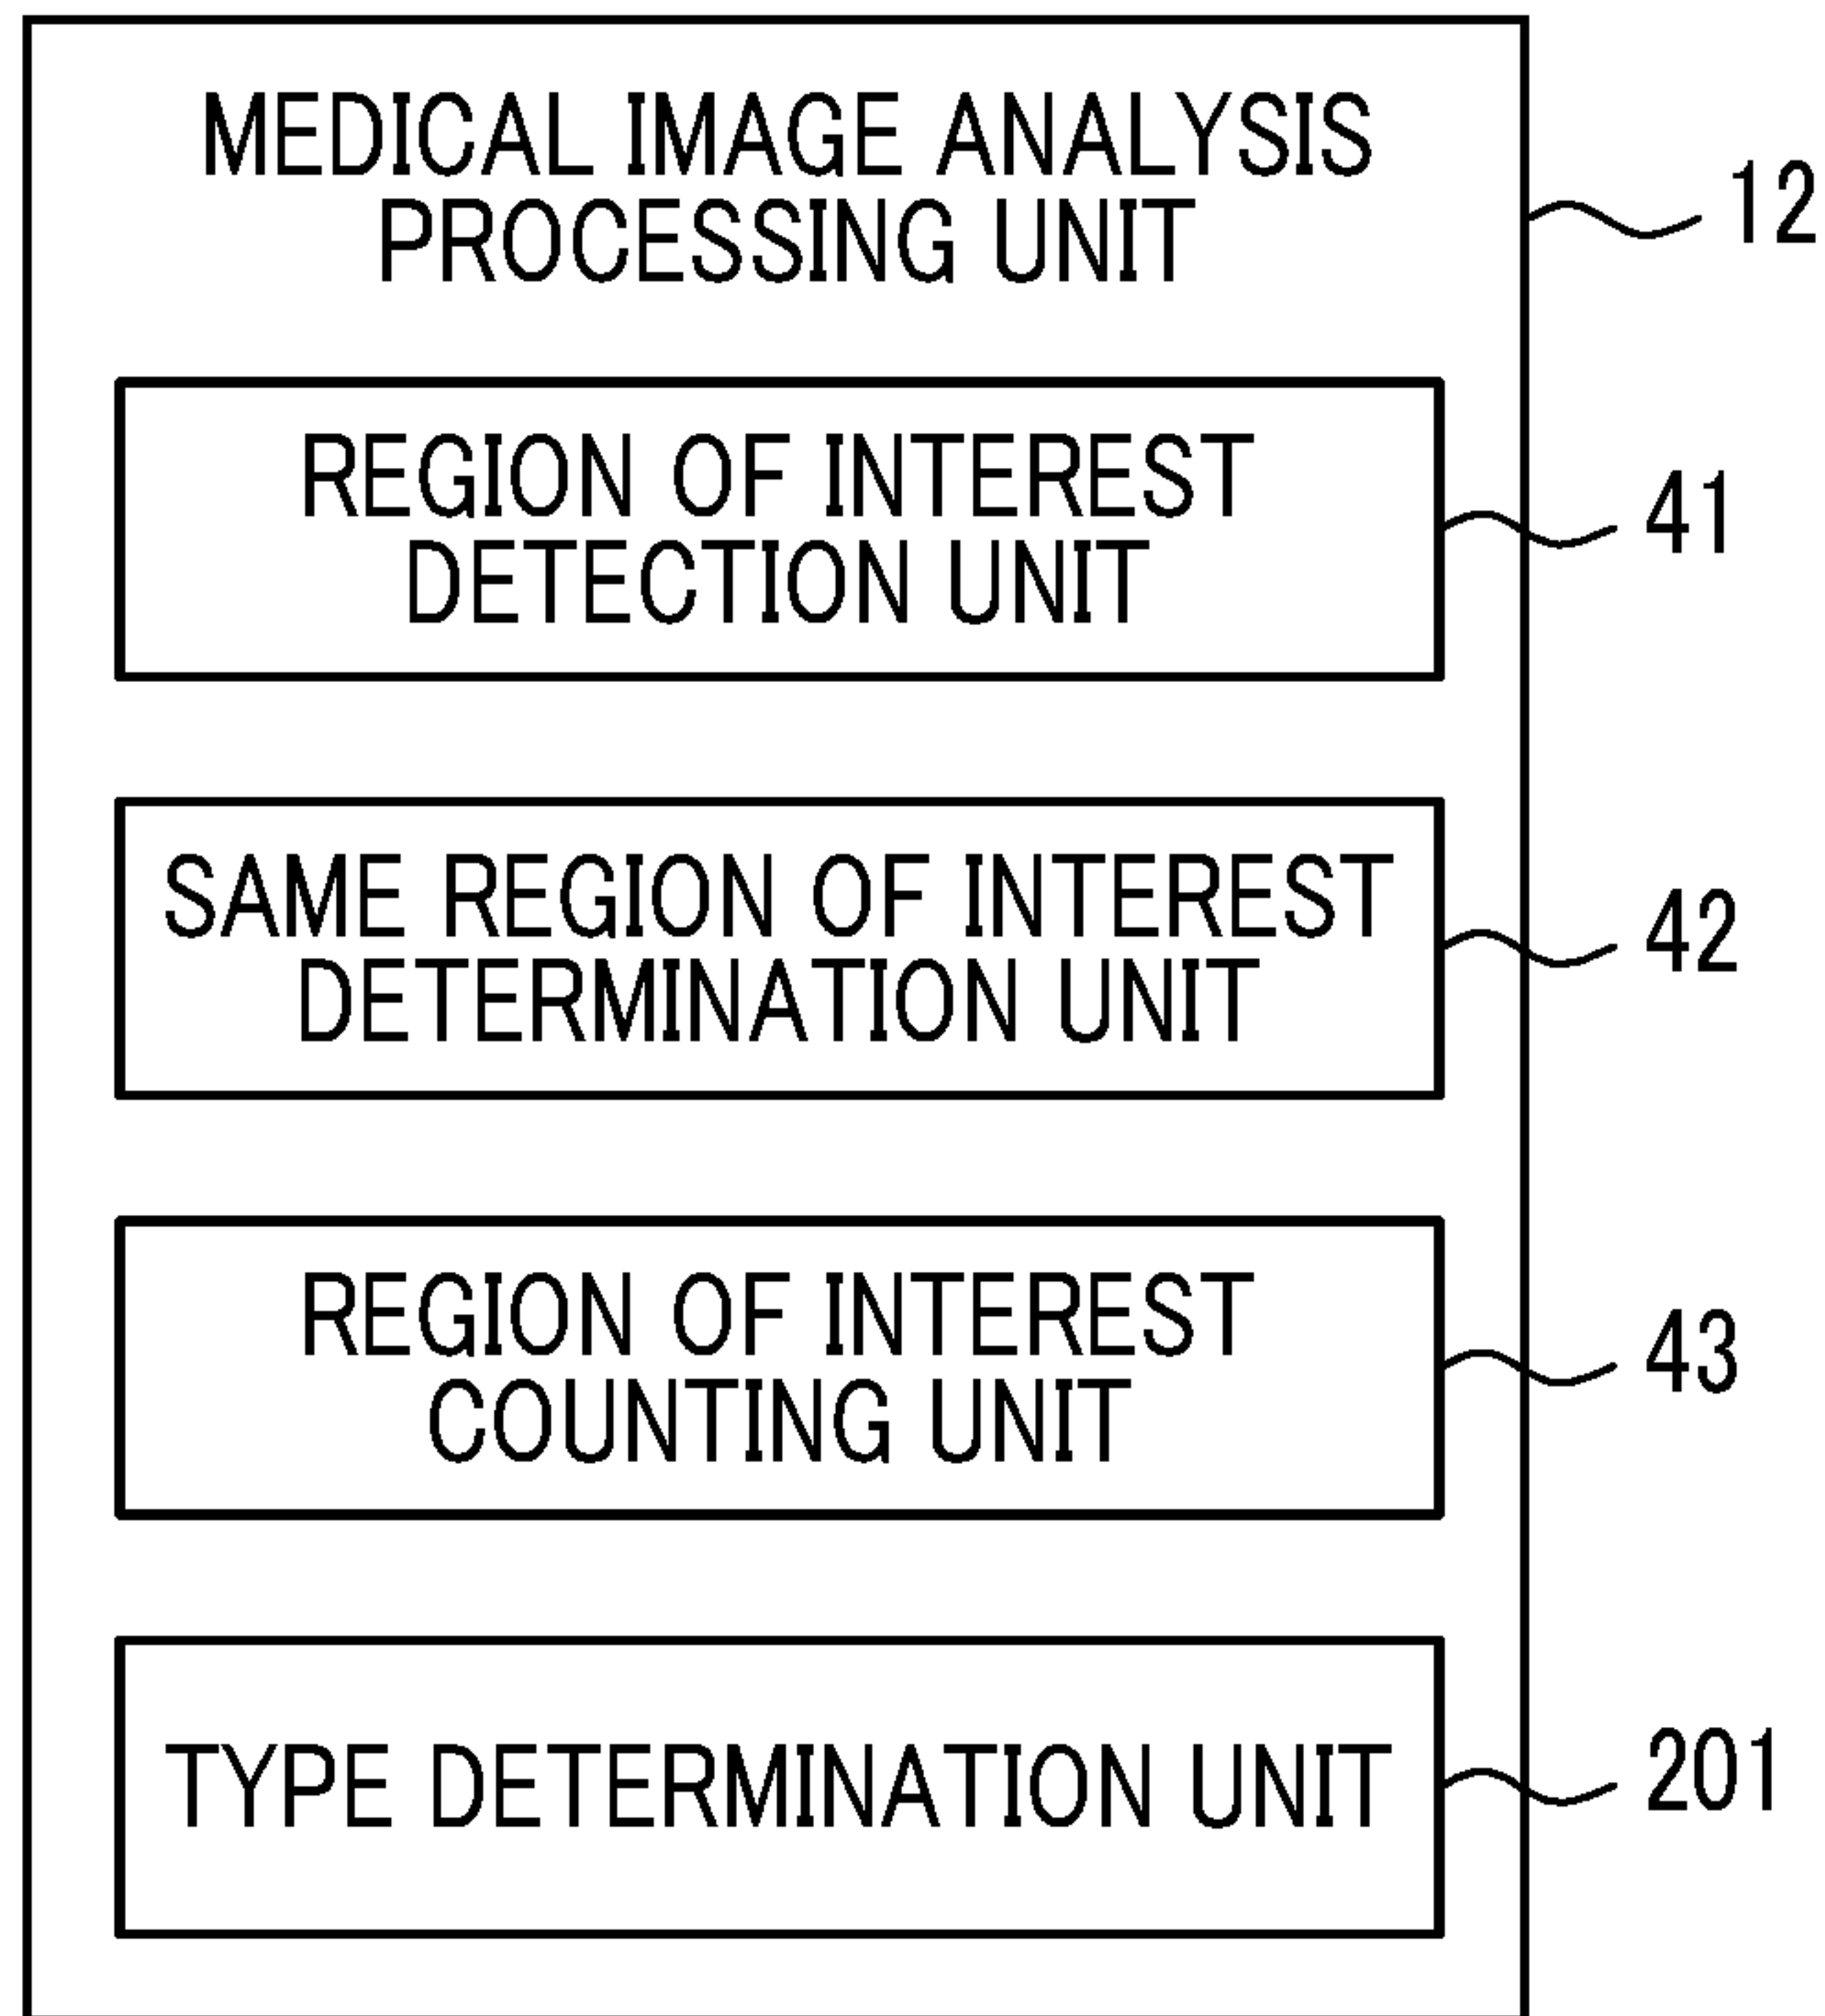 MEDICAL IMAGE ANALYSIS
PROCESSING UNIT
12
REGION OF INTEREST
DETECTION UNIT
41
SAME REGION OF INTEREST
DETERMINATION UNIT
42
REGION OF INTEREST
COUNTING UNIT
43
TYPE DETERMINATION UNIT
201